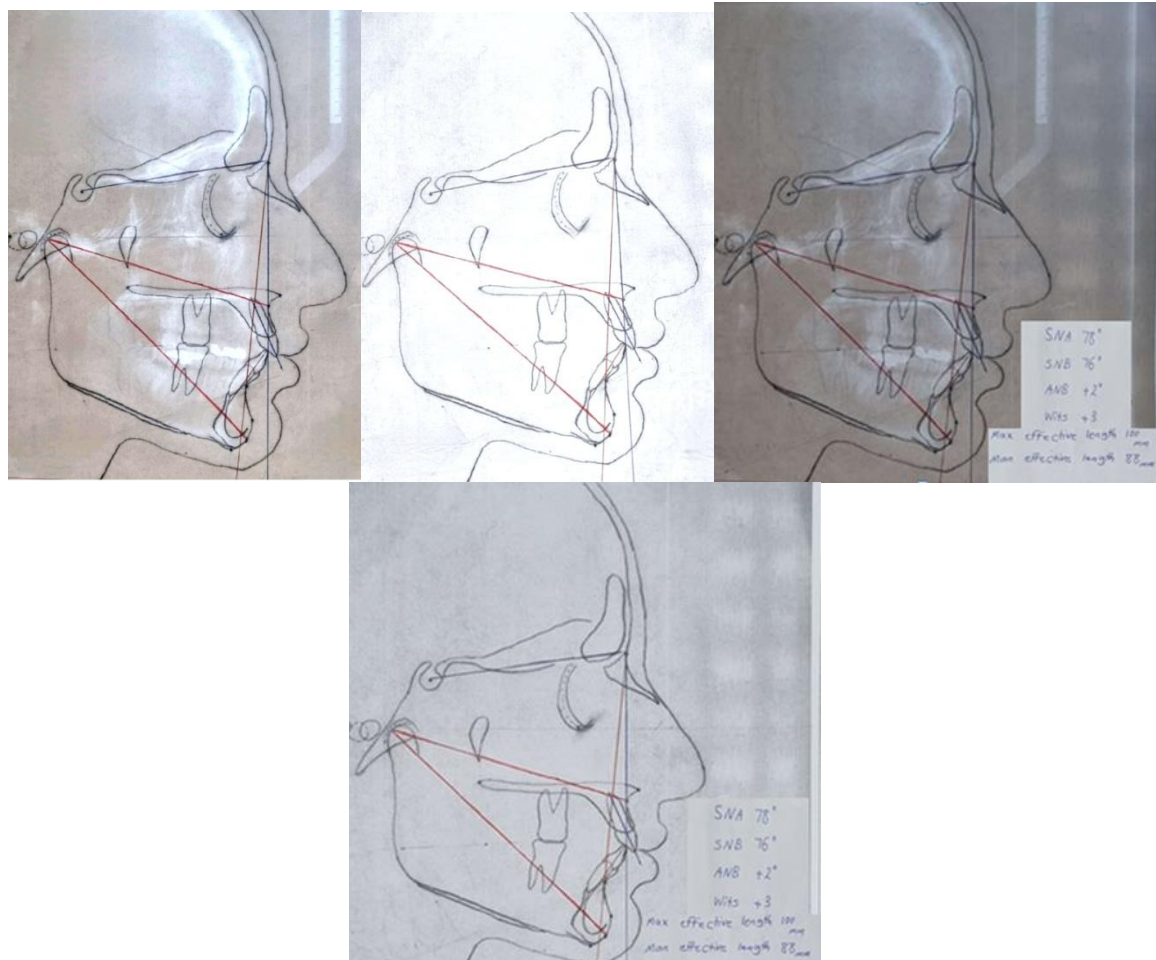 SNA 78°
SNB 76°
ANB +2°
Wits +3
Max effective length 100 mm
Man effective length 88 mm
SNA 78°
SNB 76°
ANB +2°
Wits +3
Max effective length 100 mm
Man effective length 88 mm